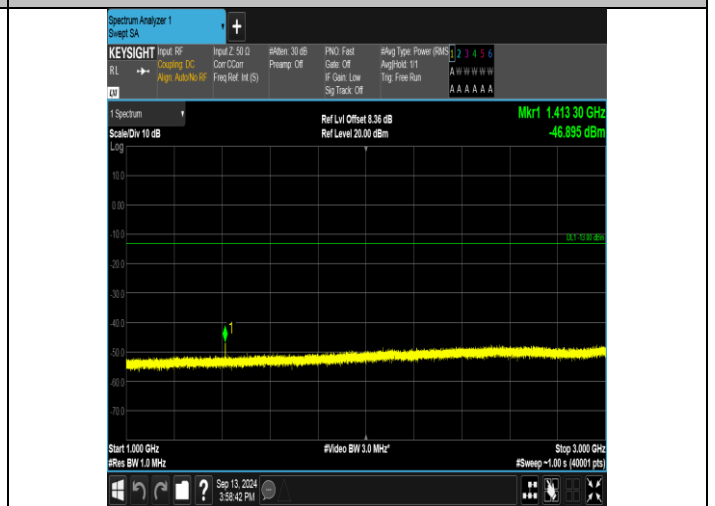 Spectrum Analyzer 1
Swept SA
+
KEYSIGHT Input: RF Input Z: 50 Ω #Atten: 30 dB PNO: Fast #Avg Type: Power (RMS 1 2 3 4 5 6
RL Coupling: DC Corr CCorr Preamp: Off Gate: Off Avg|Hold: 1/1 A W W W W W
Align: Auto/No RF Freq Ref: Int (S) IF Gain: Low Trig: Free Run
LXI Sig Track: Off A A A A A A
1 Spectrum Ref Lvl Offset 8.36 dB Mkr1 1.413 30 GHz
Scale/Div 10 dB Ref Level 20.00 dBm -46.895 dBm
Log
10.0
0.00
-10.0
DL1 -13.00 dBm
-20.0
-30.0
-40.0
1
-50.0
-60.0
-70.0
Start 1.000 GHz #Video BW 3.0 MHz* Stop 3.000 GHz
#Res BW 1.0 MHz #Sweep ~1.00 s (40001 pts)
? Sep 13, 2024
3:58:42 PM